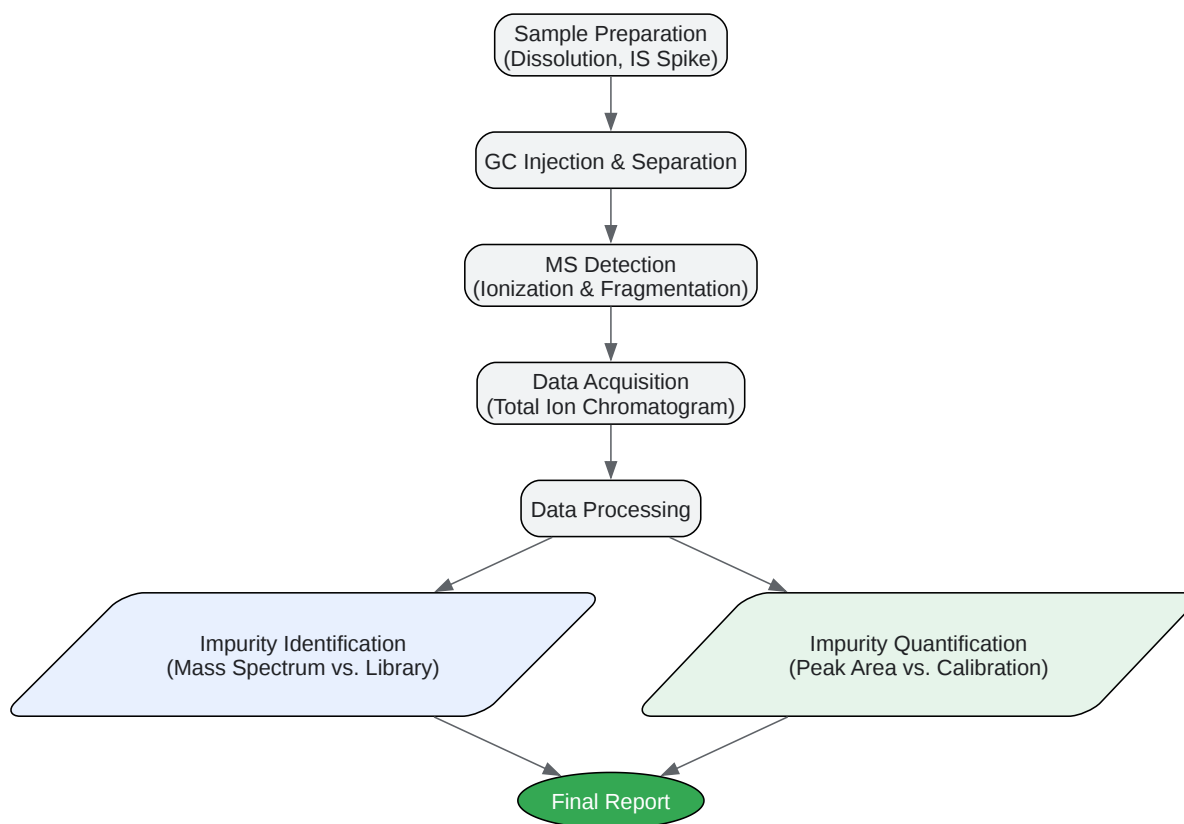 Sample Preparation
(Dissolution, IS Spike)
GC Injection & Separation
MS Detection
(Ionization & Fragmentation)
Data Acquisition
(Total Ion Chromatogram)
Data Processing
Impurity Identification
(Mass Spectrum vs. Library)
Impurity Quantification
(Peak Area vs. Calibration)
Final Report